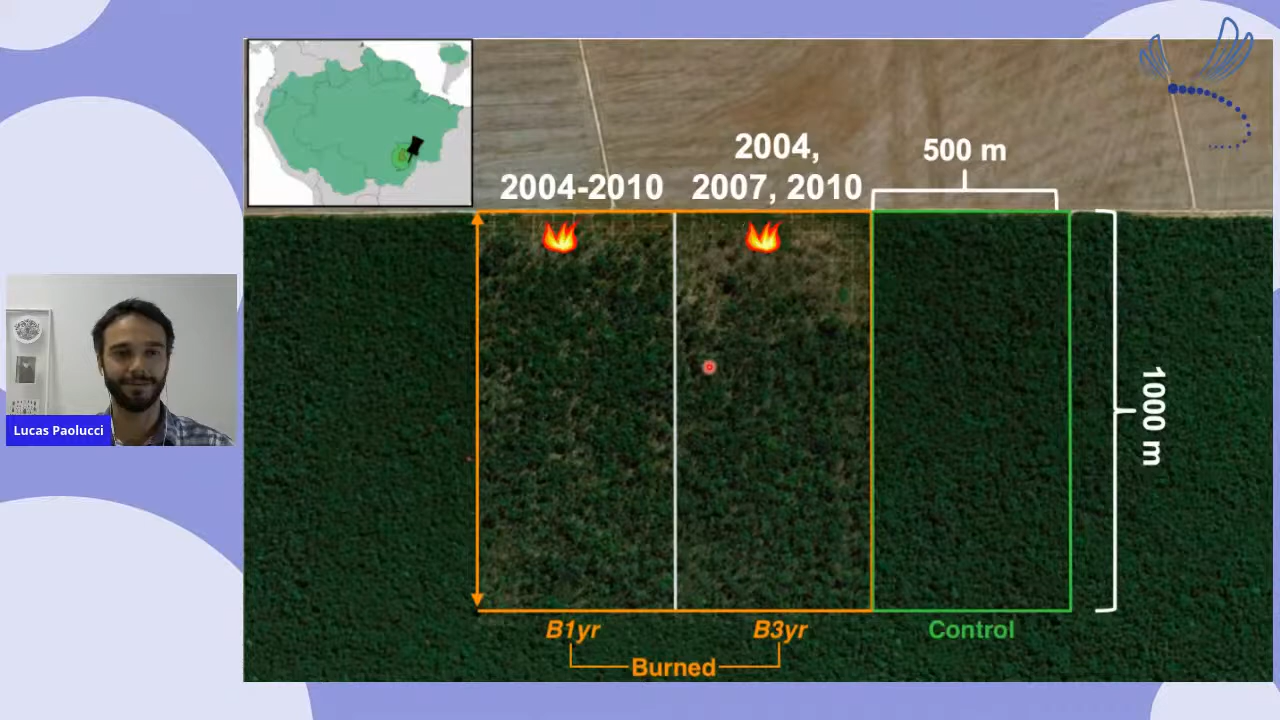 2004-2010
2004,
2007, 2010
500 m
1000 m
Lucas Paolucci
B1yr
B3yr
Control
Burned